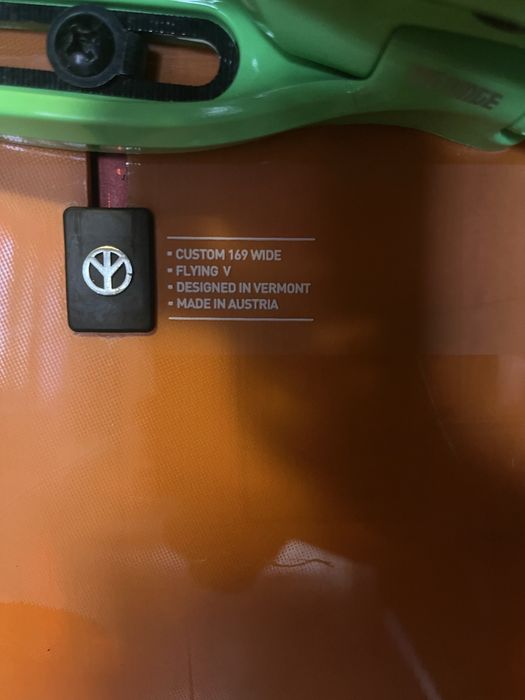 ▪ CUSTOM 169 WIDE
▪ FLYING V
▪ DESIGNED IN VERMONT
▪ MADE IN AUSTRIA